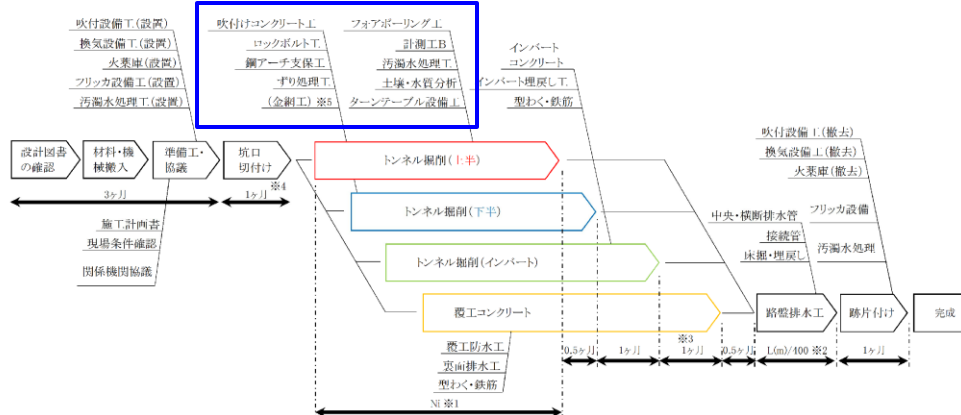 吹付設備工(設置)
換気設備工(設置)
火薬庫(設置)
フリッカ設備工(設置)
汚濁水処理工(設置)
吹付けコンクリート工
ロックボルト工
鋼アーチ支保工
ずり処理工
(金網工) ※5
フォアポーリング工
計測工B
汚濁水処理工
土壌・水質分析
ターンテーブル設備工
インバート
コンクリート
インバート埋戻し工
型わく・鉄筋
吹付設備工(撤去)
換気設備工(撤去)
火薬庫(撤去)
フリッカ設備
汚濁水処理
中央・横断排水管
接続管
床掘・埋戻し
設計図書
の確認
材料・機
械搬入
準備工・
協議
坑口
切付け
※4
トンネル掘削(上半)
トンネル掘削(下半)
トンネル掘削(インバート)
覆工コンクリート
路盤排水工
跡片付け
完成
3ヶ月
1ヶ月
施工計画書
現場条件確認
関係機関協議
覆工防水工
裏面排水工
型わく・鉄筋
※3
0.5ヶ月
1ヶ月
1ヶ月
0.5ヶ月
L(m)/400 ※2
1ヶ月
Ni ※1